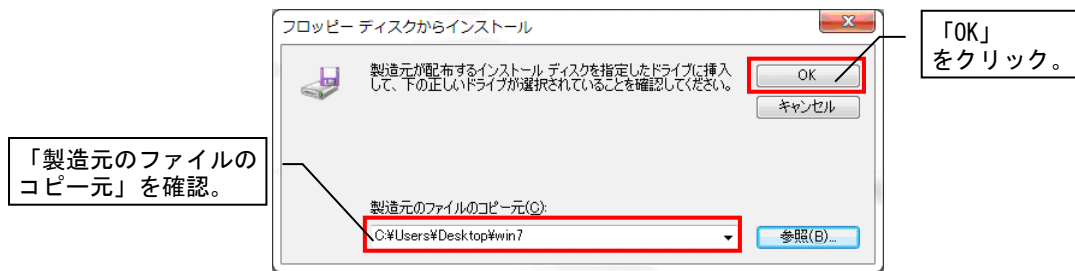 フロッピー ディスクからインストール
「OK」
をクリック。
製造元が配布するインストール ディスクを指定したドライブに挿入
して、下の正しいドライブが選択されていることを確認してください。
OK
キャンセル
「製造元のファイルの
コピー元」を確認。
製造元のファイルのコピー元(C):
C:¥Users¥Desktop¥win7
参照(B)...